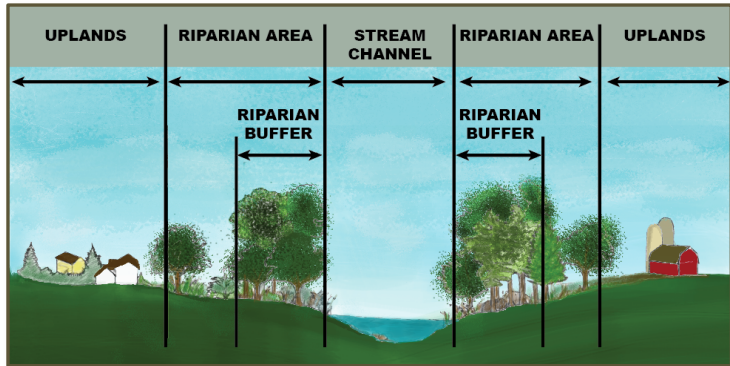 UPLANDS
RIPARIAN AREA
STREAM
CHANNEL
RIPARIAN AREA
UPLANDS
RIPARIAN
BUFFER
RIPARIAN
BUFFER